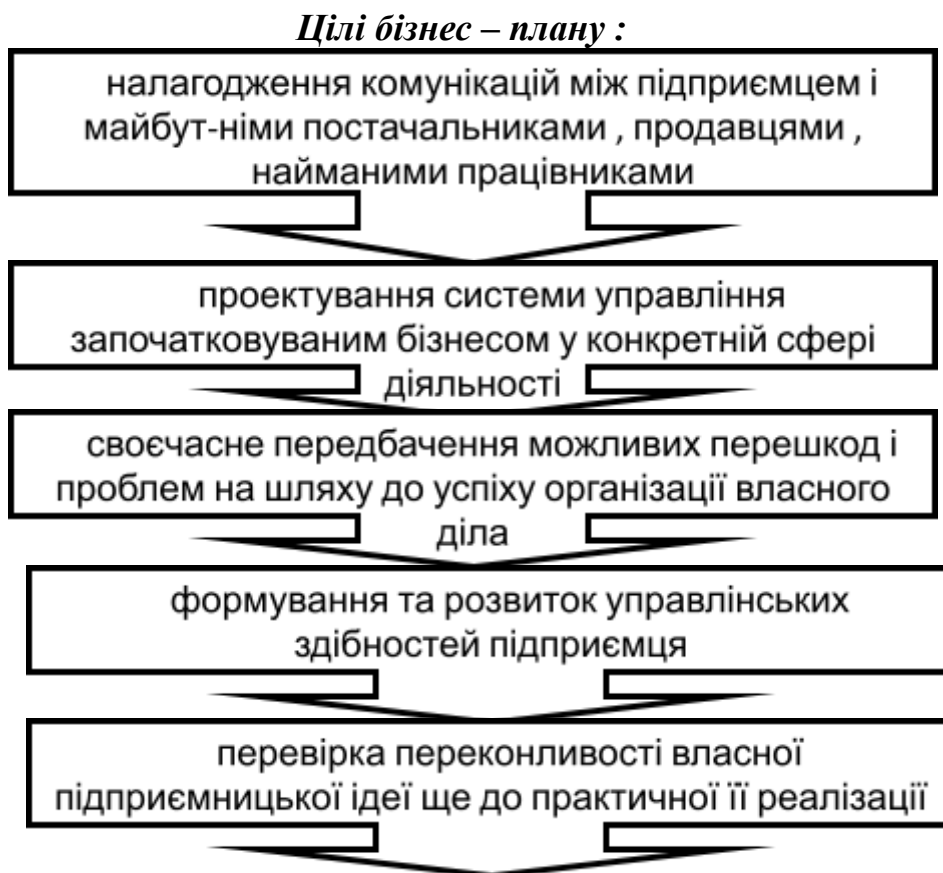 Цілі бізнес – плану :
налагодження комунікацій між підприємцем і
майбут-німи постачальниками , продавцями ,
найманими працівниками
проектування системи управління
започатковуваним бізнесом у конкретній сфері
діяльності
своєчасне передбачення можливих перешкод і
проблем на шляху до успіху організації власного
діла
формування та розвиток управлінських
здібностей підприємця
перевірка переконливості власної
підприємницької ідеї ще до практичної її реалізації